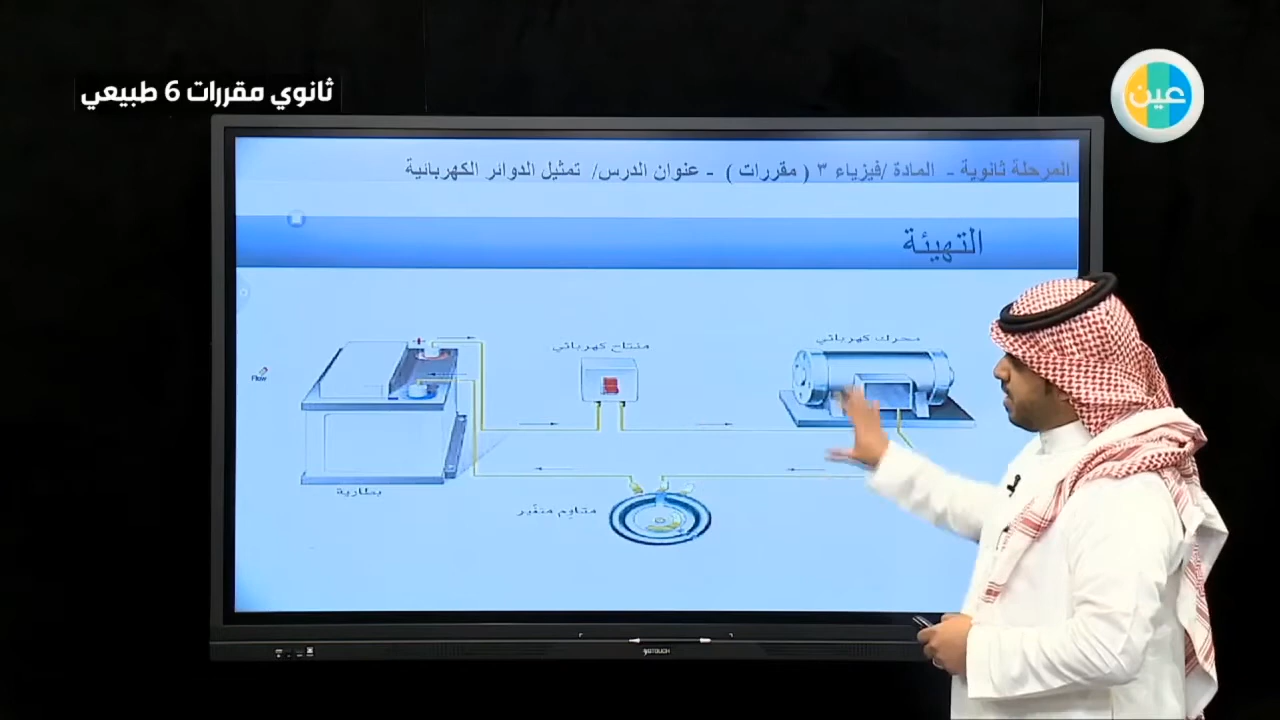 ثانوي مقررات 6 طبيعي
عين
المرحلة ثانوية - المادة /فيزياء ٣ ( مقررات ) - عنوان الدرس/ تمثيل الدوائر الكهربائية
التهيئة
محرك كهربائي
مفتاح كهربائي
+
Flow
بطارية
مقاوم متغير